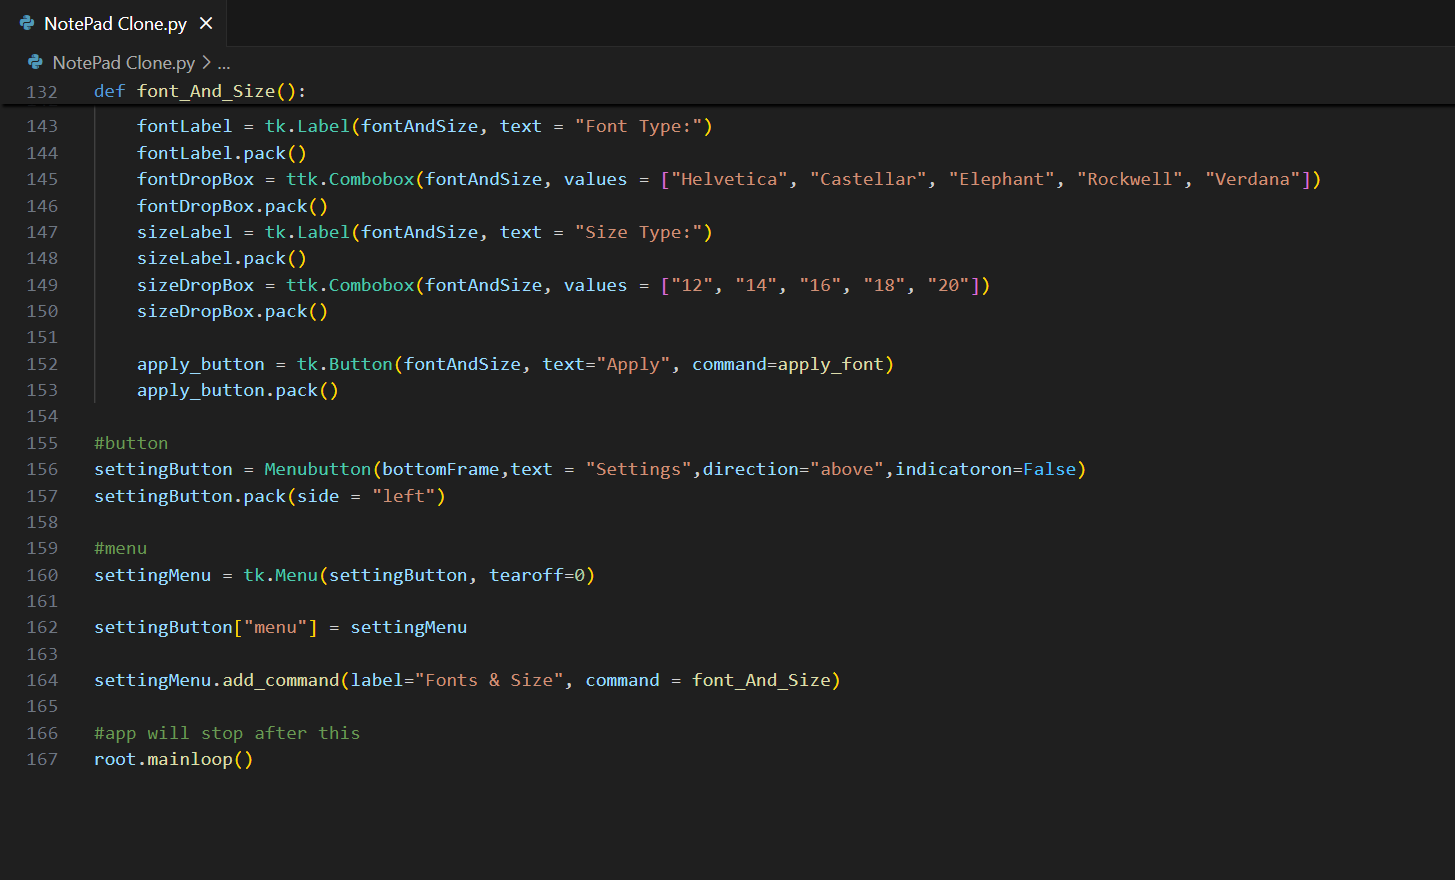 NotePad Clone.py ×
NotePad Clone.py > ...
132 def font_And_Size():
143 fontLabel = tk.Label(fontAndSize, text = "Font Type:")
144 fontLabel.pack()
145 fontDropBox = ttk.Combobox(fontAndSize, values = ["Helvetica", "Castellar", "Elephant", "Rockwell", "Verdana"])
146 fontDropBox.pack()
147 sizeLabel = tk.Label(fontAndSize, text = "Size Type:")
148 sizeLabel.pack()
149 sizeDropBox = ttk.Combobox(fontAndSize, values = ["12", "14", "16", "18", "20"])
150 sizeDropBox.pack()
151
152 apply_button = tk.Button(fontAndSize, text="Apply", command=apply_font)
153 apply_button.pack()
154
155 #button
156 settingButton = Menubutton(bottomFrame,text = "Settings",direction="above",indicatoron=False)
157 settingButton.pack(side = "left")
158
159 #menu
160 settingMenu = tk.Menu(settingButton, tearoff=0)
161
162 settingButton["menu"] = settingMenu
163
164 settingMenu.add_command(label="Fonts & Size", command = font_And_Size)
165
166 #app will stop after this
167 root.mainloop()